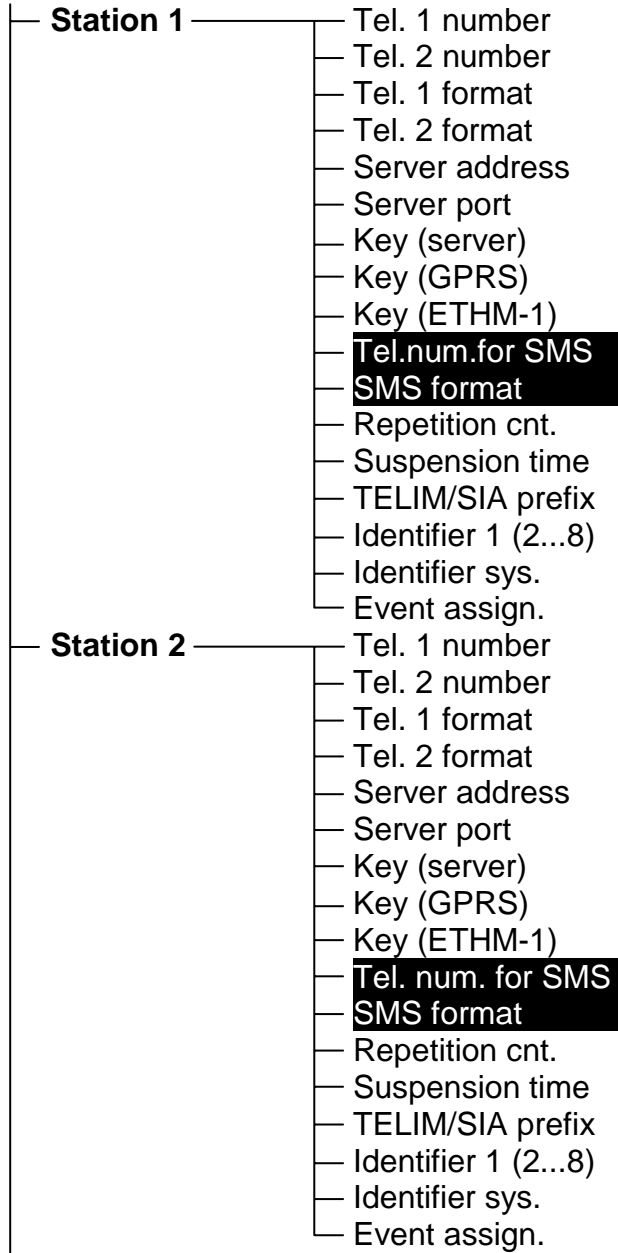 Station 1 Tel. 1 number
Tel. 2 number
Tel. 1 format
Tel. 2 format
Server address
Server port
Key (server)
Key (GPRS)
Key (ETHM-1)
Tel.num.for SMS
SMS format
Repetition cnt.
Suspension time
TELIM/SIA prefix
Identifier 1 (2...8)
Identifier sys.
Event assign.
Station 2 Tel. 1 number
Tel. 2 number
Tel. 1 format
Tel. 2 format
Server address
Server port
Key (server)
Key (GPRS)
Key (ETHM-1)
Tel. num. for SMS
SMS format
Repetition cnt.
Suspension time
TELIM/SIA prefix
Identifier 1 (2...8)
Identifier sys.
Event assign.